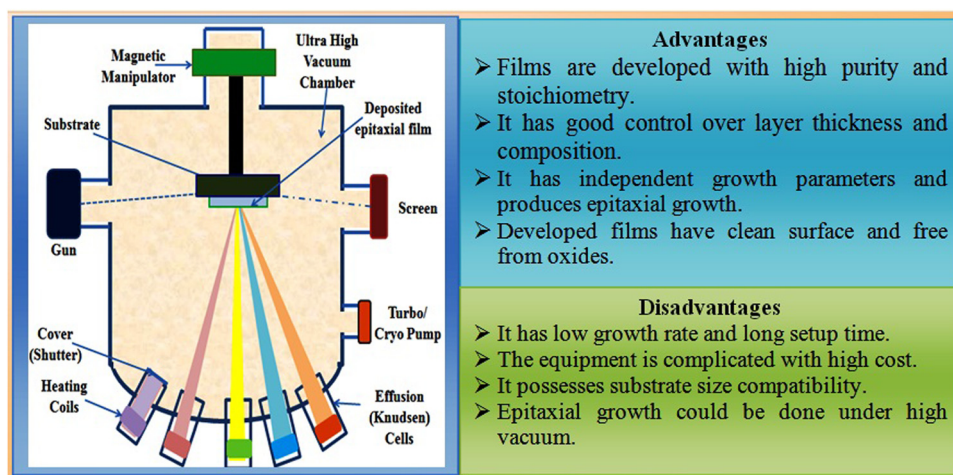 Magnetic
Manipulator
Ultra High
Vacuum
Chamber
Deposited
epitaxial film
Substrate
Gun
Screen
Turbo/
Cryo Pump
Cover
(Shutter)
Heating
Coils
Effusion
(Knudsen)
Cells
Advantages
➤ Films are developed with high purity and
stoichiometry.
➤ It has good control over layer thickness and
composition.
➤ It has independent growth parameters and
produces epitaxial growth.
➤ Developed films have clean surface and free
from oxides.
Disadvantages
➤ It has low growth rate and long setup time.
➤ The equipment is complicated with high cost.
➤ It possesses substrate size compatibility.
➤ Epitaxial growth could be done under high
vacuum.